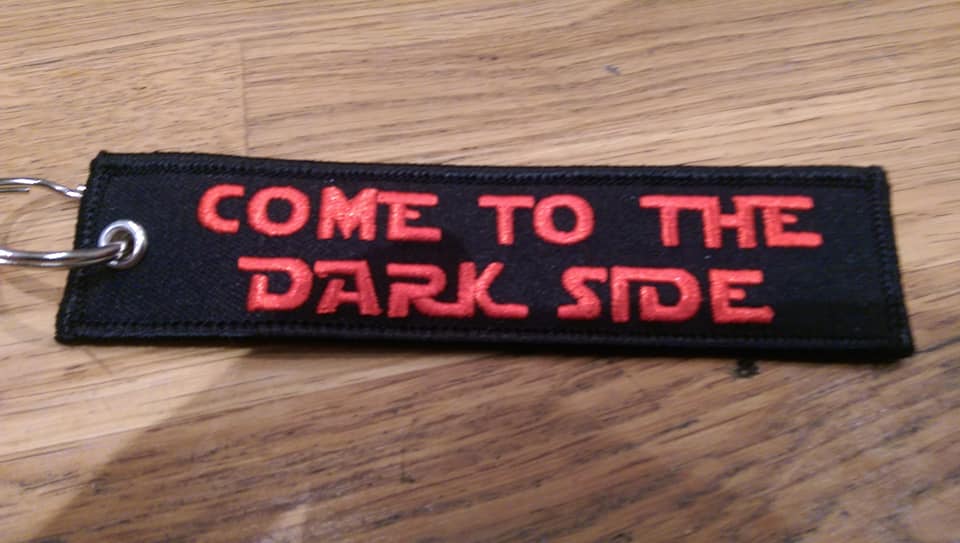 COME TO THE
DARK SIDE